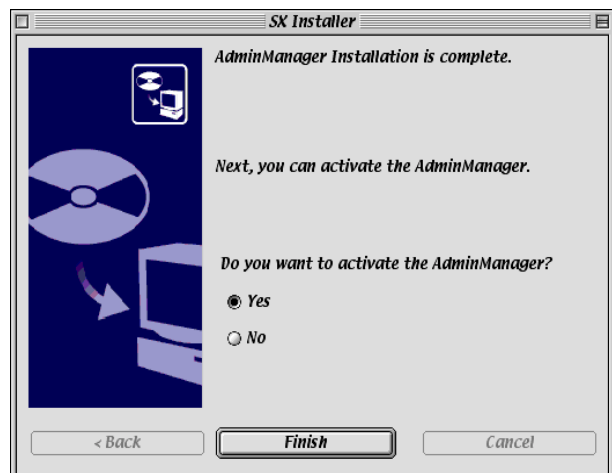 SX Installer
AdminManager Installation is complete.
Next, you can activate the AdminManager.
Do you want to activate the AdminManager?
Yes
No
< Back
Finish
Cancel